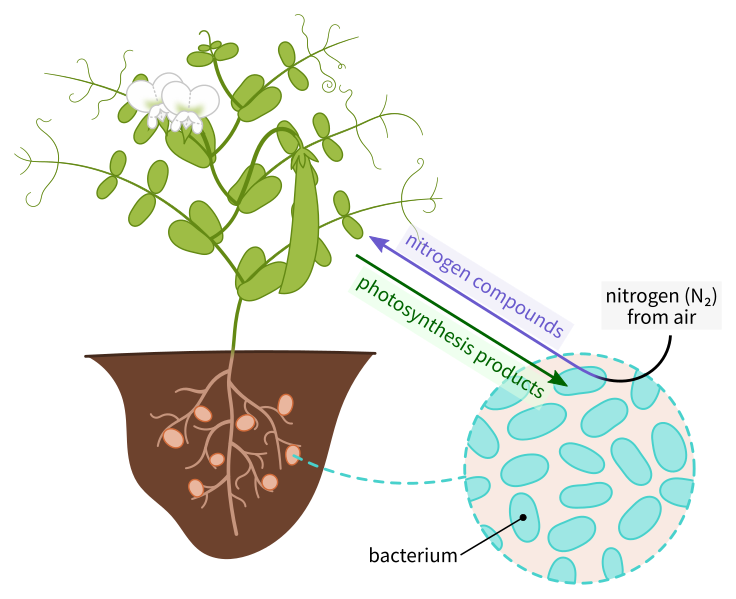 nitrogen compounds
photosynthesis products
nitrogen (N₂)
from air
bacterium